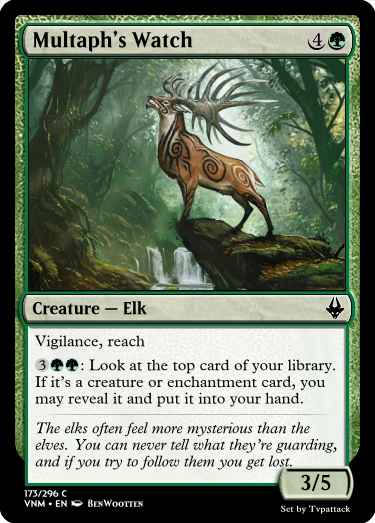 Multaph's Watch 4
Creature — Elk
Vigilance, reach
3: Look at the top card of your library.
If it's a creature or enchantment card, you
may reveal it and put it into your hand.
The elks often feel more mysterious than the
elves. You can never tell what they're guarding,
and if you try to follow them you get lost.
3/5
173/296 C
VNM • EN BenWootten
Set by Tvpattack